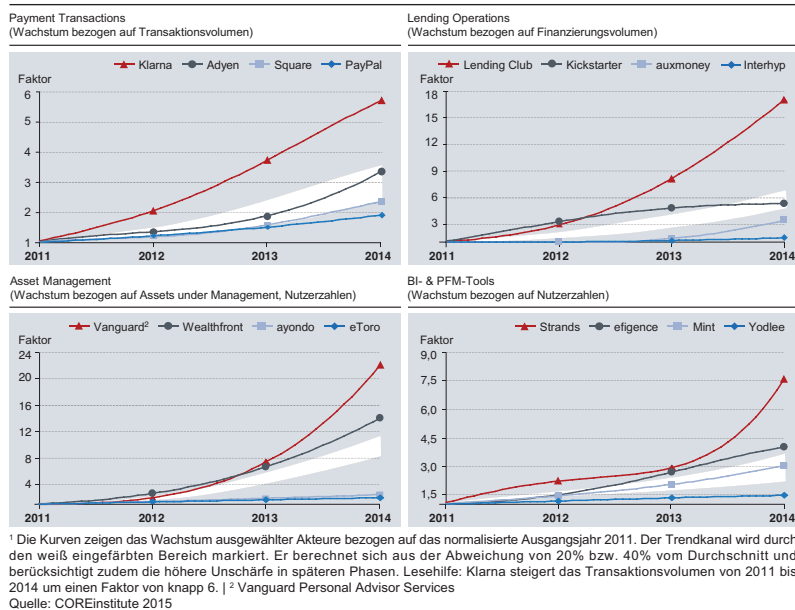 Payment Transactions
(Wachstum bezogen auf Transaktionsvolumen)
Klarna Adyen Square PayPal
Faktor
6
5
4
3
2
1
2011 2012 2013 2014
Lending Operations
(Wachstum bezogen auf Finanzierungsvolumen)
Lending Club Kickstarter auxmoney Interhyp
Faktor
18
15
12
9
6
3
2011 2012 2013 2014
Asset Management
(Wachstum bezogen auf Assets under Management, Nutzerzahlen)
Vanguard² Wealthfront ayondo eToro
Faktor
24
20
16
12
8
4
2011 2012 2013 2014
BI- & PFM-Tools
(Wachstum bezogen auf Nutzerzahlen)
Strands efigence Mint Yodlee
Faktor
9,0
7,5
6,0
4,5
3,0
1,5
2011 2012 2013 2014
¹ Die Kurven zeigen das Wachstum ausgewählter Akteure bezogen auf das normalisierte Ausgangsjahr 2011. Der Trendkanal wird durch
den weiß eingefärbten Bereich markiert. Er berechnet sich aus der Abweichung von 20% bzw. 40% vom Durchschnitt und
berücksichtigt zudem die höhere Unschärfe in späteren Phasen. Lesehilfe: Klarna steigert das Transaktionsvolumen von 2011 bis
2014 um einen Faktor von knapp 6. | ² Vanguard Personal Advisor Services
Quelle: COREinstitute 2015